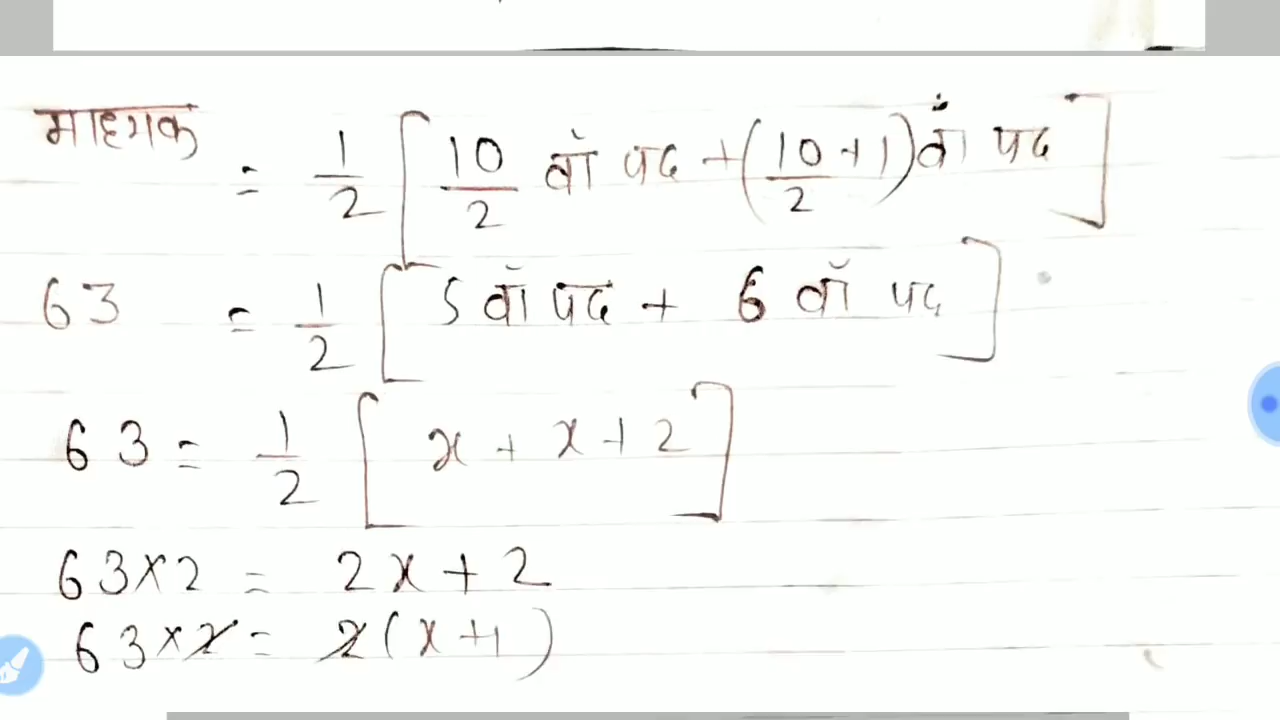 माध्यक = 1/2 [10/2 वाँ पद + (10/2 + 1) वाँ पद]
63 = 1/2 [5 वाँ पद + 6 वाँ पद]
63 = 1/2 [x + x + 2]
63×2 = 2x + 2
63×2 = 2(x+1)